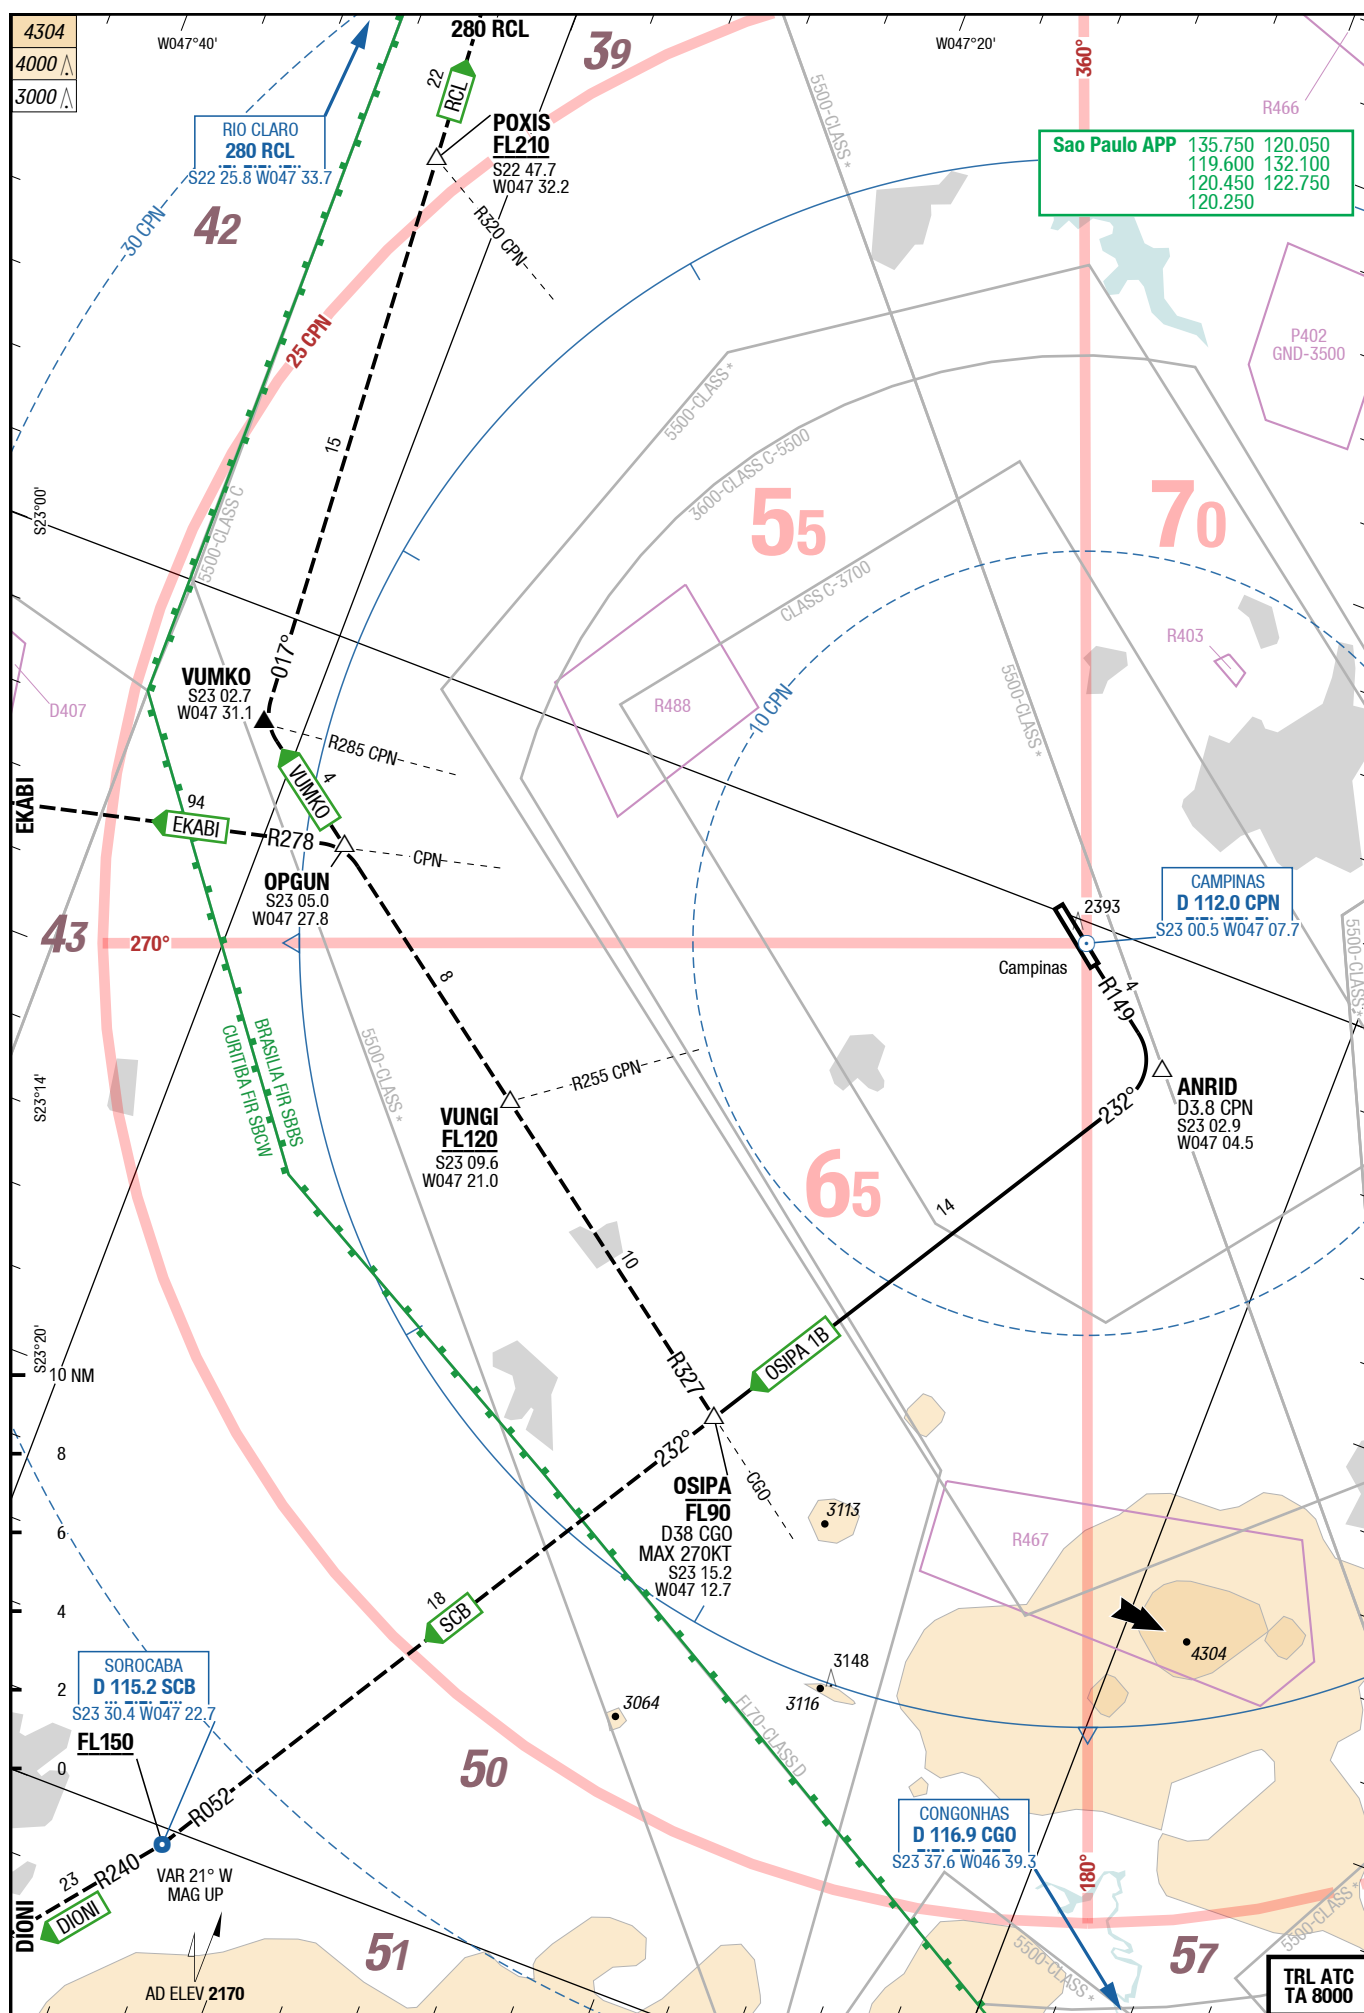 4304
4000
3000
W047°40'
280 RCL
39
W047°20'
360°
R466
22
RCL
5500-CLASS *
RIO CLARO
280 RCL
S22 25.8 W047 33.7
POXIS
FL210
S22 47.7
W047 32.2
Sao Paulo APP 135.750 120.050
119.600 132.100
120.450 122.750
120.250
42
30 CPN
R320 CPN
25 CPN
P402
GND-3500
5500-CLASS *
15
3600-CLASS C-5500
55
70
S23°00'
5500-CLASS C
CLASS C-3700
R403
017°
VUMKO
S23 02.7
W047 31.1
D407
R488
10 CPN
5500-CLASS *
R285 CPN
4
VUMKO
EKABI
94
EKABI
R278
CPN
OPGUN
S23 05.0
W047 27.8
CAMPINAS
D 112.0 CPN
S23 00.5 W047 07.7
2393
43
270°
Campinas
5500-CLASS *
8
4
R149
BRASILIA FIR SBBS
CURITIBA FIR SBCW
5500-CLASS *
S23°14'
R255 CPN
VUNGI
FL120
S23 09.6
W047 21.0
ANRID
D3.8 CPN
S23 02.9
W047 04.5
232°
65
14
10
S23°20'
10 NM
OSIPA 1B
R327
8
232°
CGO
OSIPA
FL90
D38 CGO
MAX 270KT
S23 15.2
W047 12.7
3113
6
R467
4
18
SCB
4304
SOROCABA
D 115.2 SCB
S23 30.4 W047 22.7
2
3148
3116
3064
FL150
FL70-CLASS D
0
50
R052
CONGONHAS
D 116.9 CGO
S23 37.6 W046 39.3
180°
23
R240
VAR 21° W
MAG UP
DIONI
DIONI
5500-CLASS *
5500-CLASS *
51
57
AD ELEV 2170
TRL ATC
TA 8000